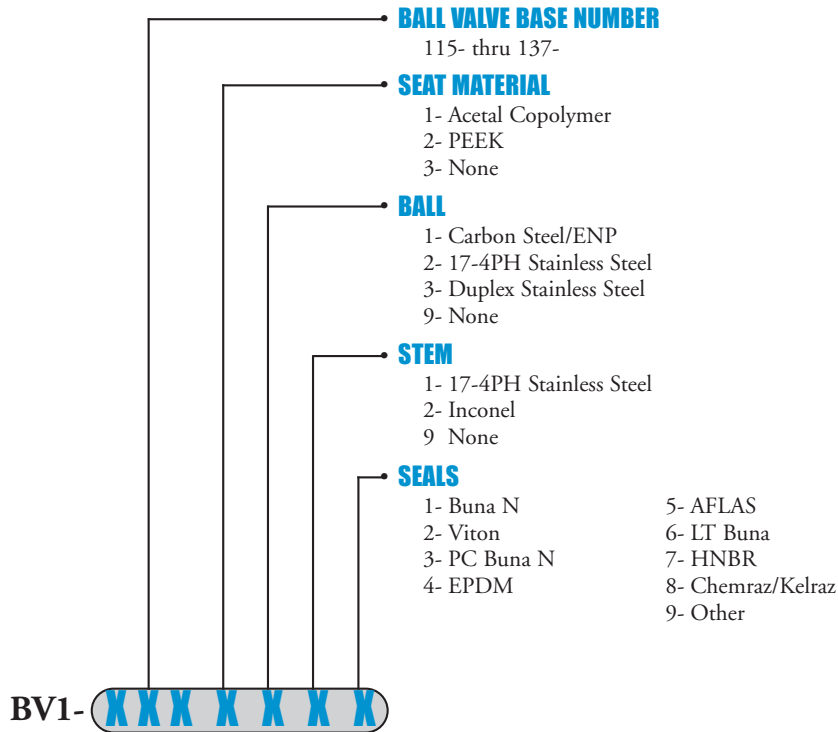 BALL VALVE BASE NUMBER
115- thru 137-
SEAT MATERIAL
1- Acetal Copolymer
2- PEEK
3- None
BALL
1- Carbon Steel/ENP
2- 17-4PH Stainless Steel
3- Duplex Stainless Steel
9- None
STEM
1- 17-4PH Stainless Steel
2- Inconel
9 None
SEALS
1- Buna N
2- Viton
3- PC Buna N
4- EPDM
5- AFLAS
6- LT Buna
7- HNBR
8- Chemraz/Kelraz
9- Other
BV1- X X X X X X X